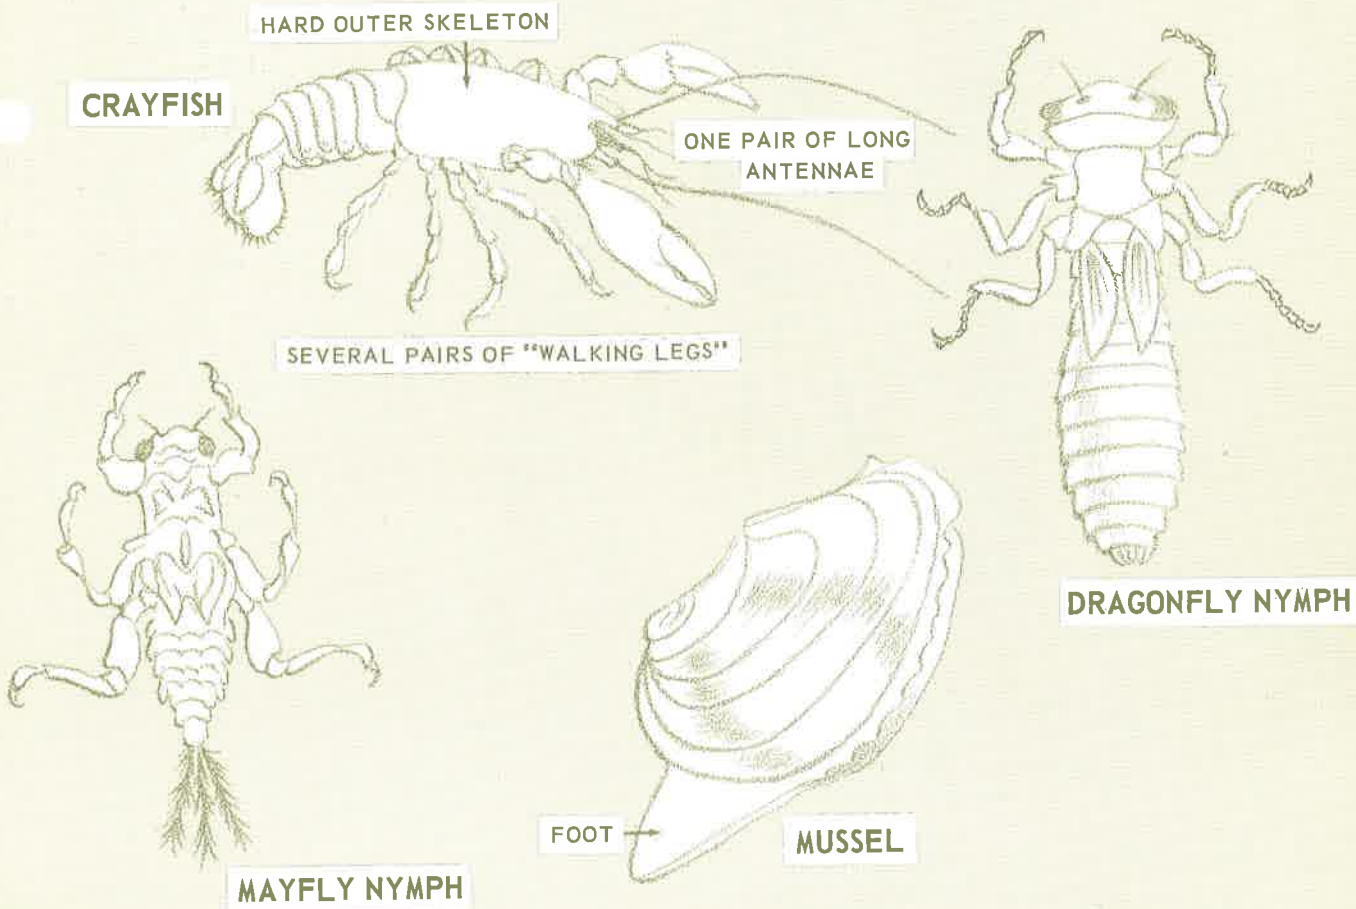 HARD OUTER SKELETON
CRAYFISH
ONE PAIR OF LONG
ANTENNAE
SEVERAL PAIRS OF "WALKING LEGS"
DRAGONFLY NYMPH
FOOT
MUSSEL
MAYFLY NYMPH